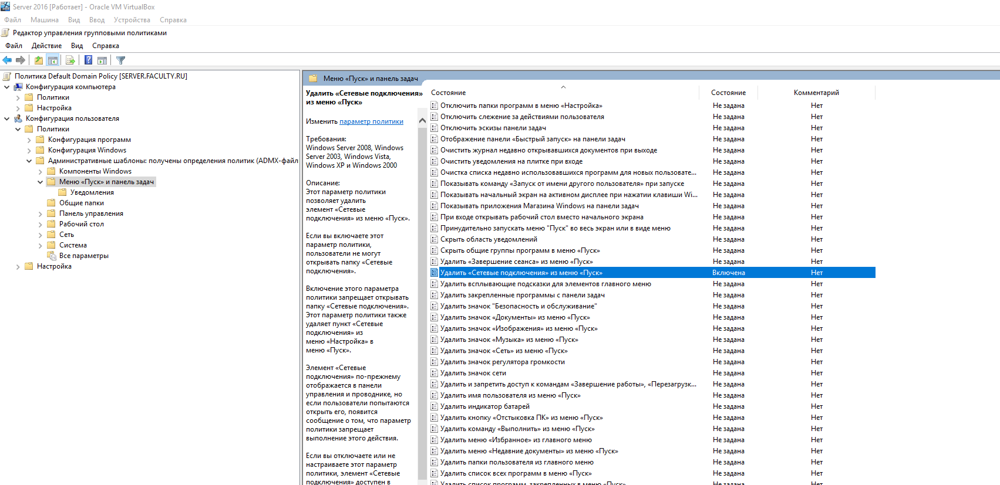 Server 2016 [Работает] - Oracle VM VirtualBox
Файл Машина Вид Ввод Устройства Справка
Редактор управления групповыми политиками
Файл Действие Вид Справка
Политика Default Domain Policy [SERVER.FACULTY.RU]
Конфигурация компьютера
Политики
Настройка
Конфигурация пользователя
Политики
Конфигурация программ
Конфигурация Windows
Административные шаблоны: получены определения политик (ADMX-файл
Компоненты Windows
Меню «Пуск» и панель задач
Уведомления
Общие папки
Панель управления
Рабочий стол
Сеть
Система
Все параметры
Настройка
Меню «Пуск» и панель задач
Удалить «Сетевые подключения»
из меню «Пуск»
Изменить параметр политики
Требования:
Windows Server 2008, Windows
Server 2003, Windows Vista,
Windows XP и Windows 2000
Описание:
Этот параметр политики
позволяет удалить
элемент «Сетевые
подключения» из меню «Пуск».
Если вы включаете этот
параметр политики,
пользователи не могут
открывать папку «Сетевые
подключения».
Включение этого параметра
политики запрещает открывать
папку «Сетевые подключения».
Этот параметр политики также
удаляет пункт «Сетевые
подключения» из
меню «Настройка» в
меню «Пуск».
Элемент «Сетевые
подключения» по-прежнему
отображается в панели
управления и проводнике, но
если пользователи попытаются
открыть его, появится
сообщение о том, что параметр
политики запрещает
выполнение этого действия.
Если вы отключаете или не
настраиваете этот параметр
политики, элемент «Сетевые
подключения» доступен в
Состояние Состояние Комментарий
Отключить папки программ в меню «Настройка» Не задана Нет
Отключить слежение за действиями пользователя Не задана Нет
Отключить эскизы панели задач Не задана Нет
Отображение панели «Быстрый запуск» на панели задач Не задана Нет
Очистить журнал недавно открывавшихся документов при выходе Не задана Нет
Очистить уведомления на плитке при входе Не задана Нет
Очистка списка недавно использовавшихся программ для новых пользовате... Не задана Нет
Показывать команду «Запуск от имени другого пользователя» при запуске Не задана Нет
Показывать начальный экран на активном дисплее при нажатии клавиши Wi... Не задана Нет
Показывать приложения Магазина Windows на панели задач Не задана Нет
При входе открывать рабочий стол вместо начального экрана Не задана Нет
Принудительно запускать меню "Пуск" во весь экран или в виде меню Не задана Нет
Скрыть область уведомлений Не задана Нет
Скрыть общие группы программ в меню «Пуск» Не задана Нет
Удалить «Завершение сеанса» из меню «Пуск» Не задана Нет
Удалить «Сетевые подключения» из меню «Пуск» Включена Нет
Удалить всплывающие подсказки для элементов главного меню Не задана Нет
Удалить закрепленные программы с панели задач Не задана Нет
Удалить значок "Безопасность и обслуживание" Не задана Нет
Удалить значок «Документы» из меню «Пуск» Не задана Нет
Удалить значок «Изображения» из меню «Пуск» Не задана Нет
Удалить значок «Музыка» из меню «Пуск» Не задана Нет
Удалить значок «Сеть» из меню «Пуск» Не задана Нет
Удалить значок регулятора громкости Не задана Нет
Удалить значок сети Не задана Нет
Удалить и запретить доступ к командам «Завершение работы», «Перезагрузк... Не задана Нет
Удалить имя пользователя из меню «Пуск» Не задана Нет
Удалить индикатор батарей Не задана Нет
Удалить кнопку «Отстыковка ПК» из меню «Пуск» Не задана Нет
Удалить команду «Выполнить» из меню «Пуск» Не задана Нет
Удалить меню «Избранное» из главного меню Не задана Нет
Удалить меню «Недавние документы» из меню «Пуск» Не задана Нет
Удалить папки пользователя из главного меню Не задана Нет
Удалить список всех программ в меню «Пуск» Не задана Нет
Удалить список программ, закрепленных в меню «Пуск» Не задана Нет